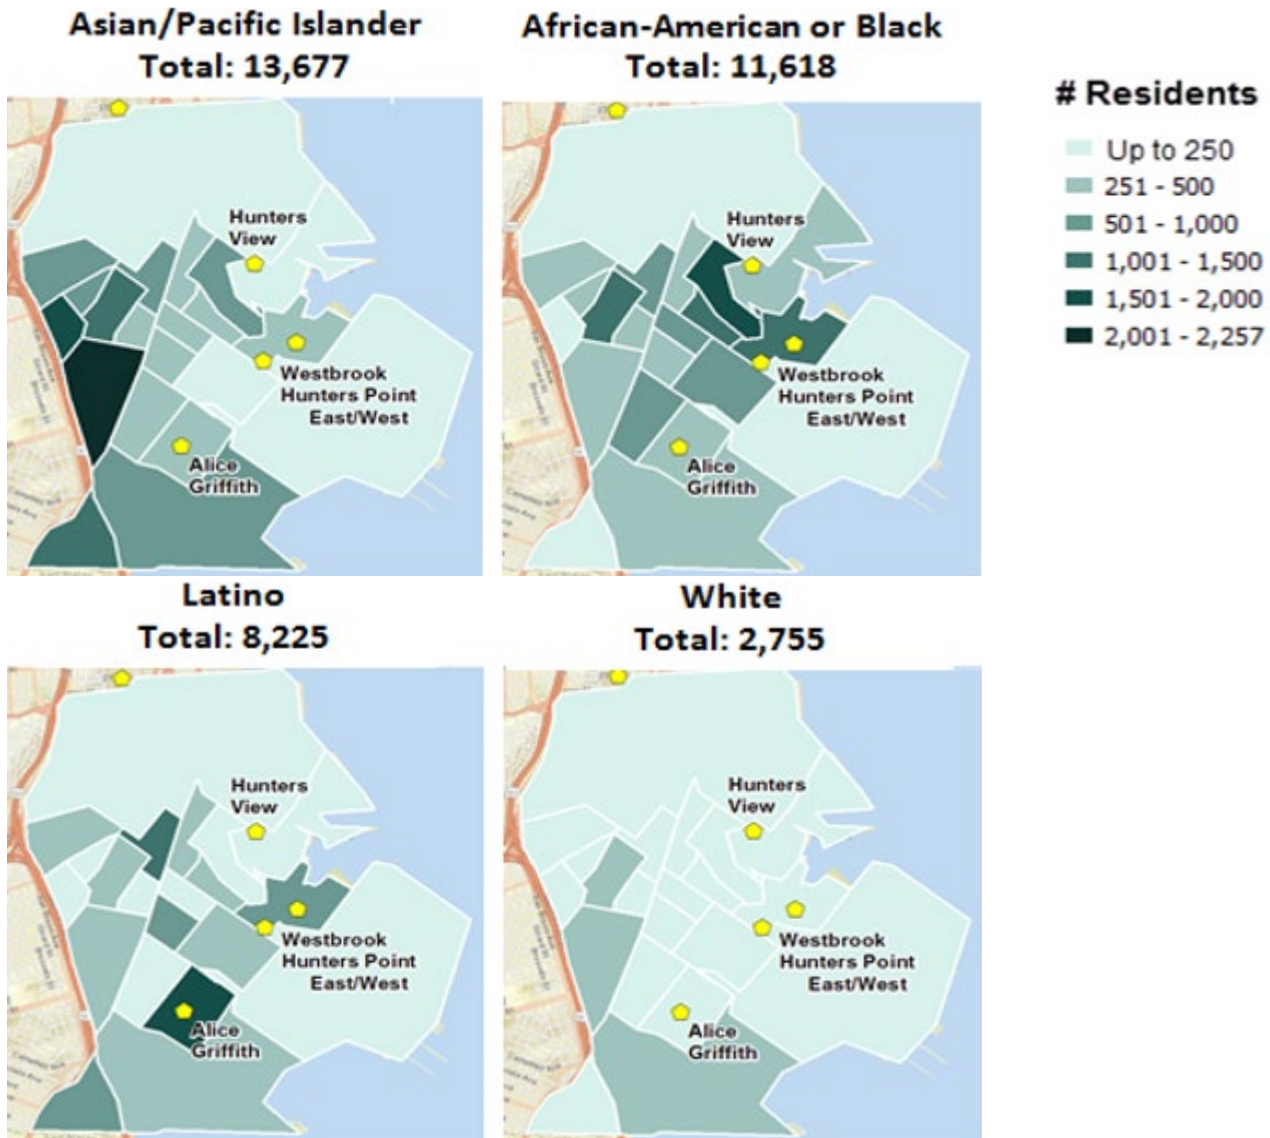 Asian/Pacific Islander
Total: 13,677
African-American or Black
Total: 11,618
# Residents
Up to 250
251 - 500
501 - 1,000
1,001 - 1,500
1,501 - 2,000
2,001 - 2,257
Hunters
View
Westbrook
Hunters Point
East/West
Alice
Griffith
Hunters
View
Westbrook
Hunters Point
East/West
Alice
Griffith
Latino
Total: 8,225
White
Total: 2,755
Hunters
View
Westbrook
Hunters Point
East/West
Alice
Griffith
Hunters
View
Westbrook
Hunters Point
East/West
Alice
Griffith